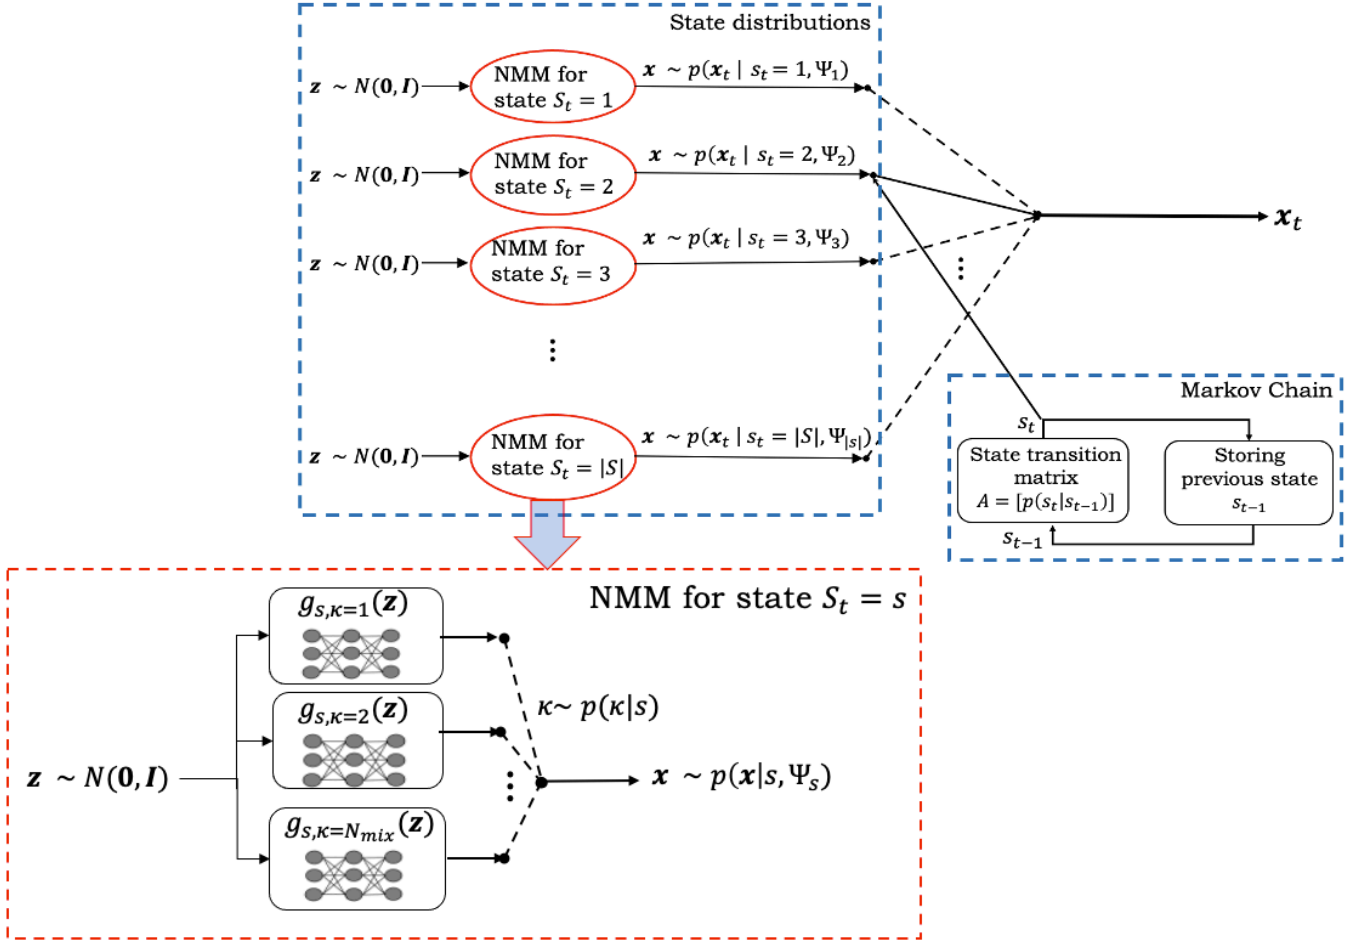 State distributions
z ~ N(0, I)
NMM for
state S_t = 1
x ~ p(x_t | s_t = 1, Ψ_1)
z ~ N(0, I)
NMM for
state S_t = 2
x ~ p(x_t | s_t = 2, Ψ_2)
z ~ N(0, I)
NMM for
state S_t = 3
x ~ p(x_t | s_t = 3, Ψ_3)
x_t
⋮
⋮
z ~ N(0, I)
NMM for
state S_t = |S|
x ~ p(x_t | s_t = |S|, Ψ_|s|)
Markov Chain
s_t
State transition
matrix
A = [p(s_t|s_{t−1})]
Storing
previous state
s_{t−1}
s_{t−1}
NMM for state S_t = s
z ~ N(0, I)
g_{s,κ=1}(z)
g_{s,κ=2}(z)
⋮
g_{s,κ=N_mix}(z)
κ~ p(κ|s)
x ~ p(x|s, Ψ_s)